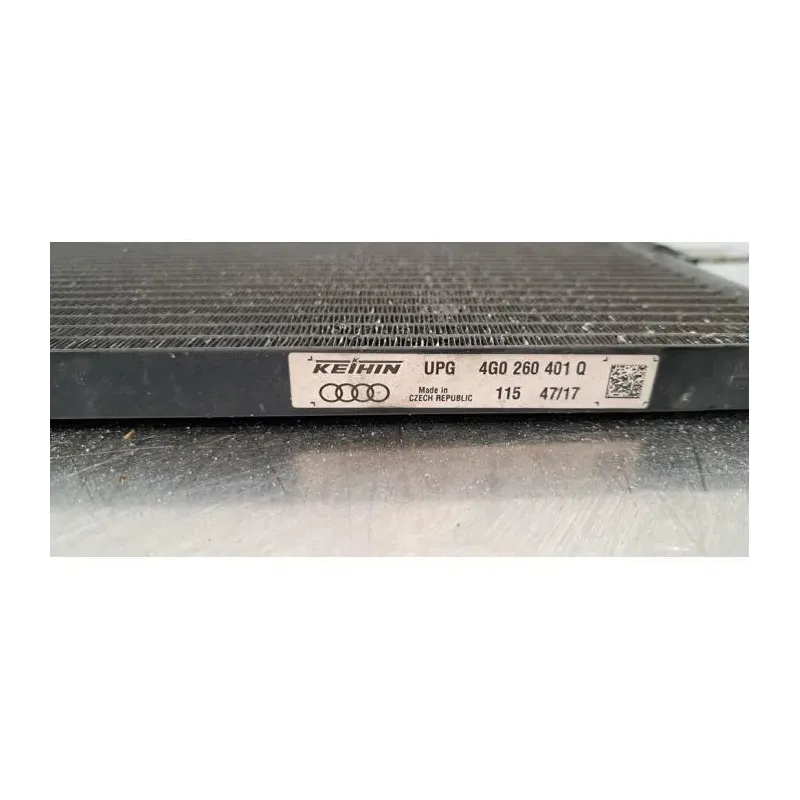 KEIHIN UPG 4G0 260 401 Q
Made in
CZECH REPUBLIC 115 47/17